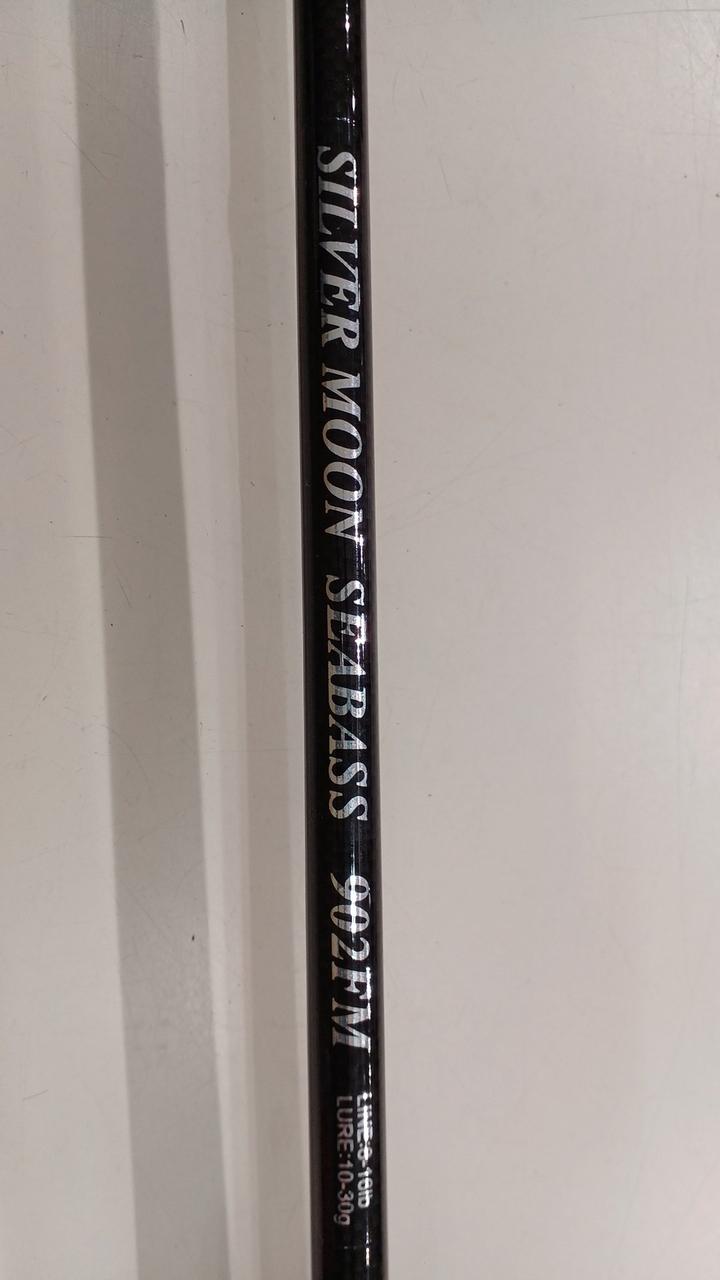 SILVER MOON SEABASS 902FM
LINE:8-16lb
LURE:10-30g